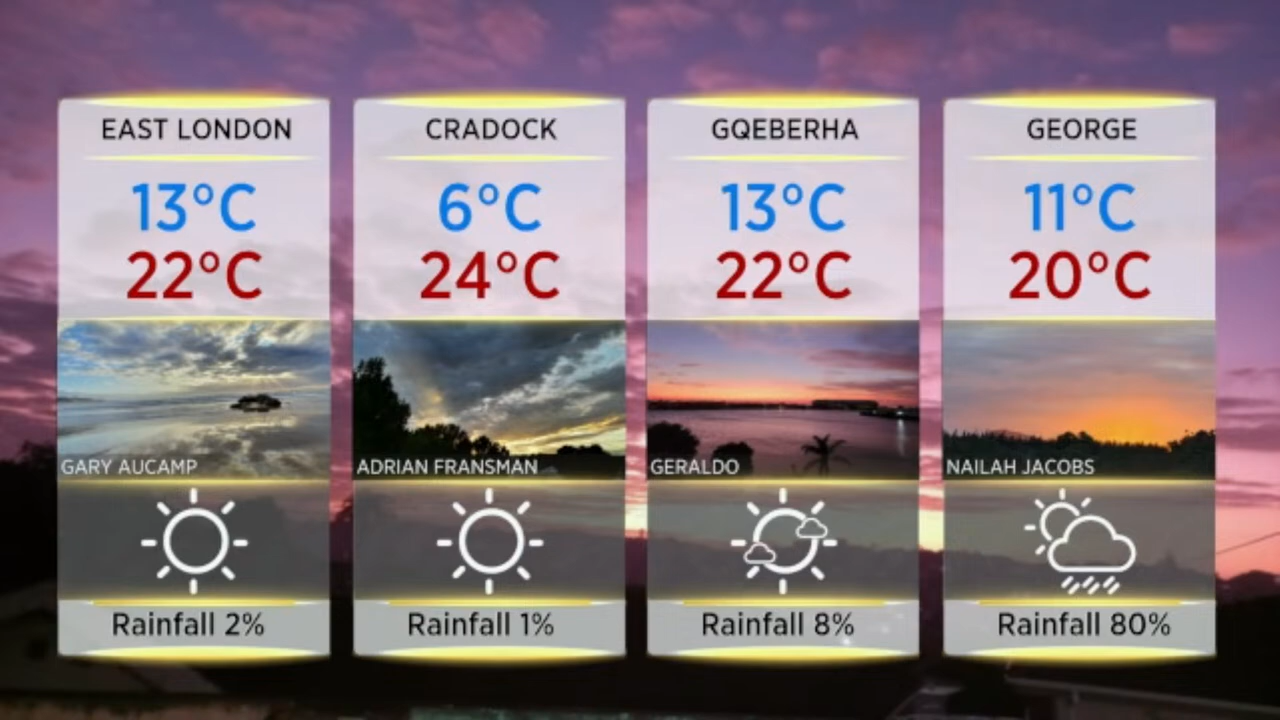 EAST LONDON
13°C
22°C
GARY AUCAMP
Rainfall 2%
CRADOCK
6°C
24°C
ADRIAN FRANSMAN
Rainfall 1%
GQEBERHA
13°C
22°C
GERALDO
Rainfall 8%
GEORGE
11°C
20°C
NAILAH JACOBS
Rainfall 80%